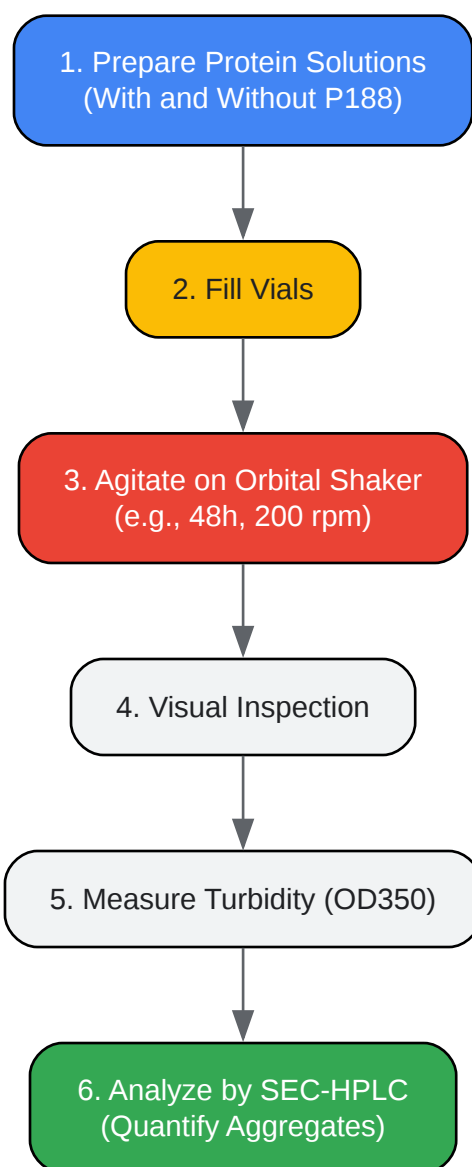 1. Prepare Protein Solutions
(With and Without P188)
2. Fill Vials
3. Agitate on Orbital Shaker
(e.g., 48h, 200 rpm)
4. Visual Inspection
5. Measure Turbidity (OD350)
6. Analyze by SEC-HPLC
(Quantify Aggregates)